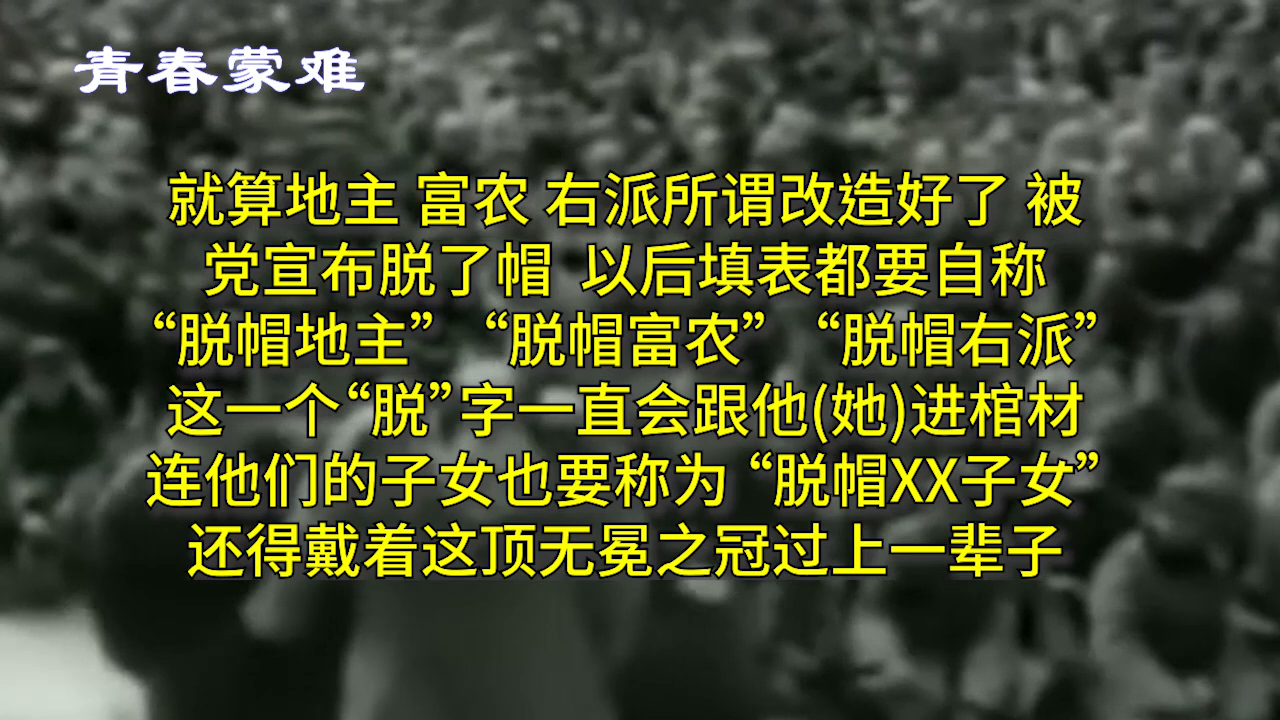 青春蒙难
就算地主 富农 右派所谓改造好了 被
党宣布脱了帽 以后填表都要自称
“脱帽地主” “脱帽富农” “脱帽右派”
这一个“脱”字一直会跟他(她)进棺材
连他们的子女也要称为 “脱帽XX子女”
还得戴着这顶无冕之冠过上一辈子